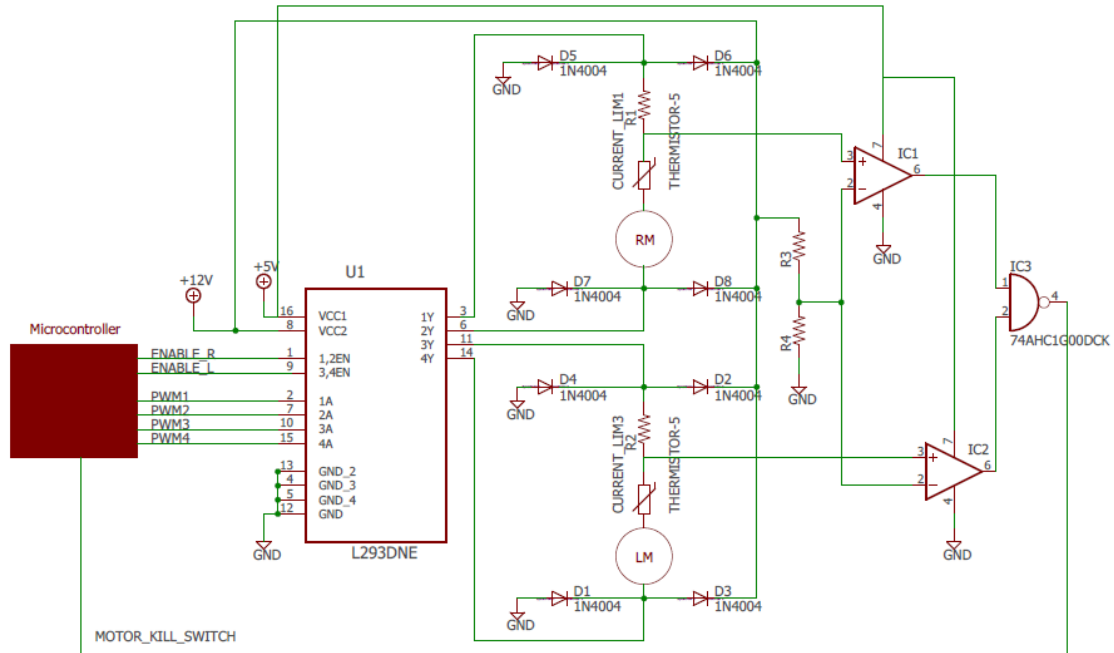 D5
1N4004
D6
1N4004
GND
CURRENT_LIM1
R1
THERMISTOR-5
7
IC1
3
+
6
2
-
4
RM
GND
R3
+5V
U1
+12V
D7
1N4004
D8
1N4004
GND
IC3
1
4
2
74AHC1G00DCK
Microcontroller
16 VCC1 1Y 3
8 VCC2 2Y 6
3Y 11
ENABLE_R 1 1,2EN 4Y 14
ENABLE_L 9 3,4EN
PWM1 2 1A
PWM2 7 2A
PWM3 10 3A
PWM4 15 4A
13 GND_2
4 GND_3
5 GND_4
12 GND
GND
L293DNE
R4
GND
D4
1N4004
D2
1N4004
GND
CURRENT_LIM3
R2
THERMISTOR-5
7
IC2
3
+
6
2
-
4
GND
LM
D1
1N4004
D3
1N4004
GND
MOTOR_KILL_SWITCH